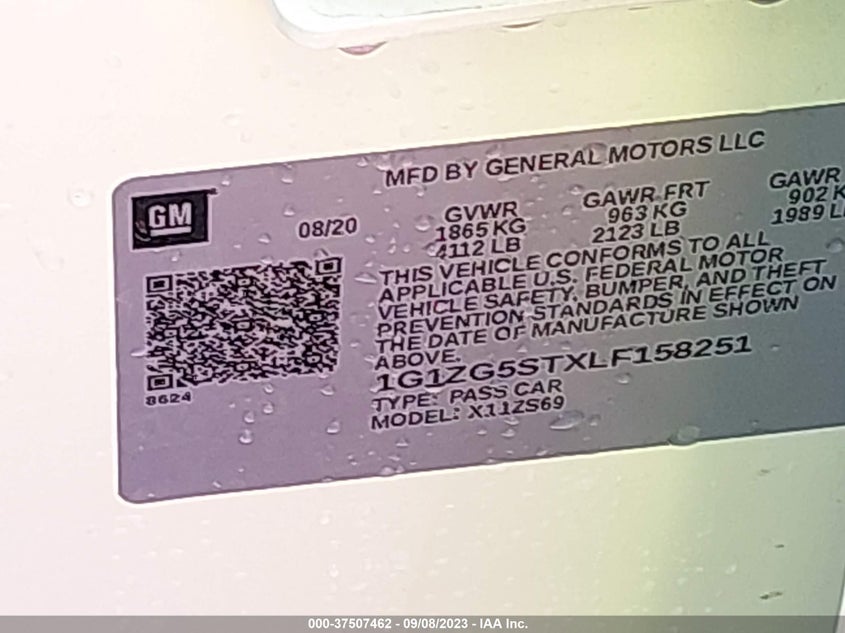 MFD BY GENERAL MOTORS LLC
GM
08/20
GVWR
1865 KG
4112 LB
GAWR FRT
963 KG
2123 LB
GAWR
902 K
1989 L
THIS VEHICLE CONFORMS TO ALL
APPLICABLE U.S. FEDERAL MOTOR
VEHICLE SAFETY, BUMPER, AND THEFT
PREVENTION STANDARDS IN EFFECT ON
THE DATE OF MANUFACTURE SHOWN
ABOVE.
1G1ZG5STXLF158251
TYPE: PASS CAR
MODEL: X11ZS69
8624
000-37507462 - 09/08/2023 - IAA Inc.